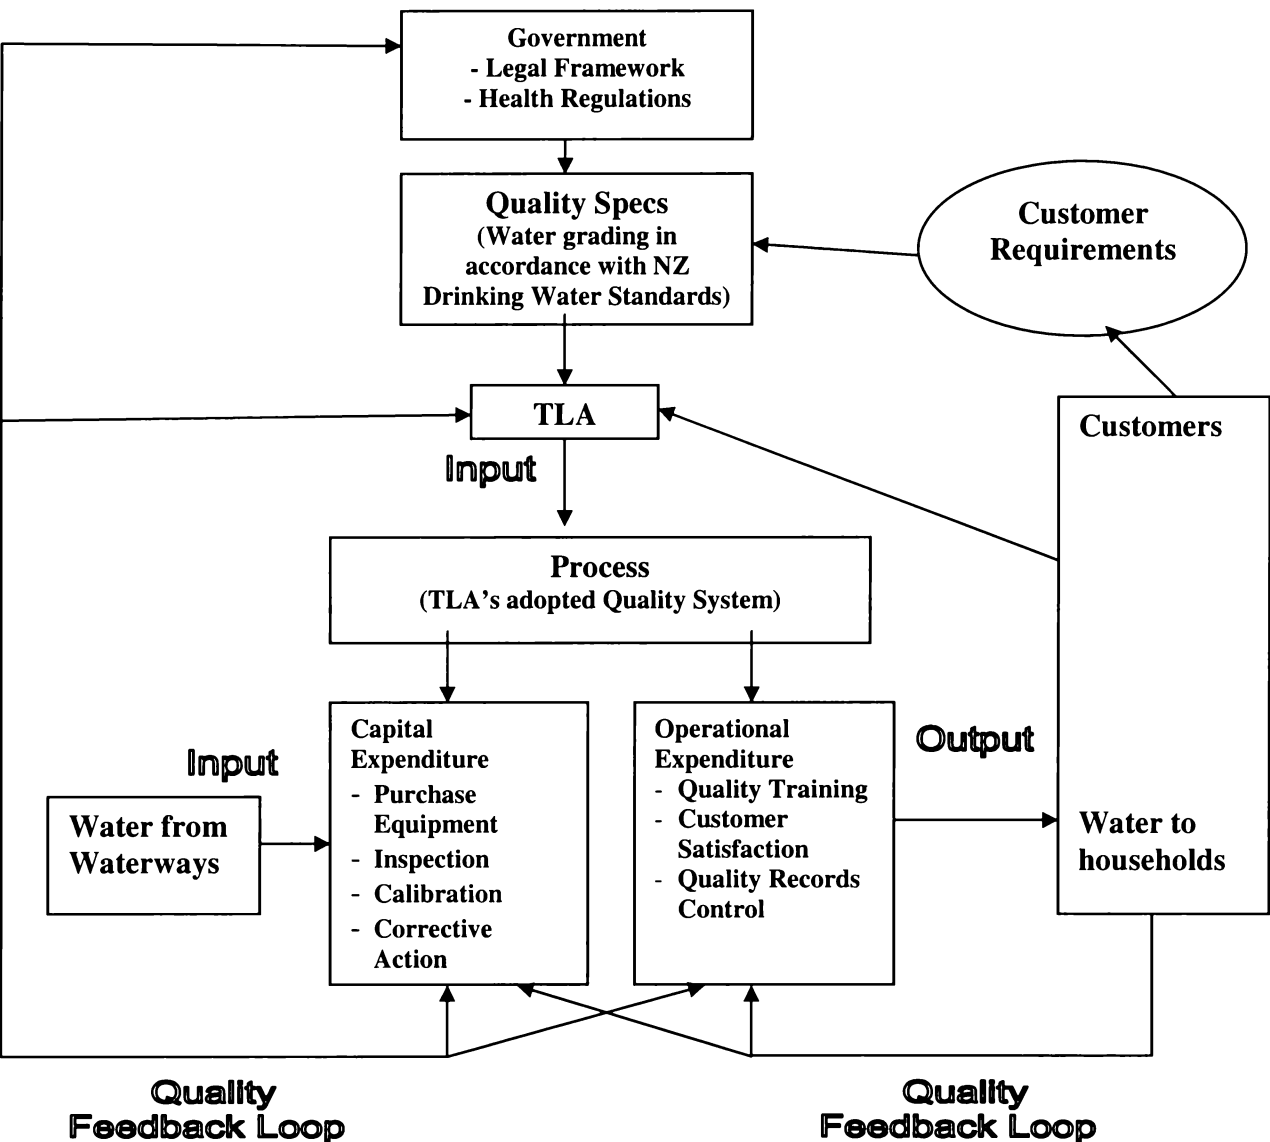 Government
- Legal Framework
- Health Regulations
Quality Specs
(Water grading in
accordance with NZ
Drinking Water Standards)
Customer
Requirements
TLA
Customers
Input
Process
(TLA's adopted Quality System)
Capital
Expenditure
- Purchase
Equipment
- Inspection
- Calibration
- Corrective
Action
Operational
Expenditure
- Quality Training
- Customer
Satisfaction
- Quality Records
Control
Output
Input
Water from
Waterways
Water to
households
Quality
Feedback Loop
Quality
Feedback Loop